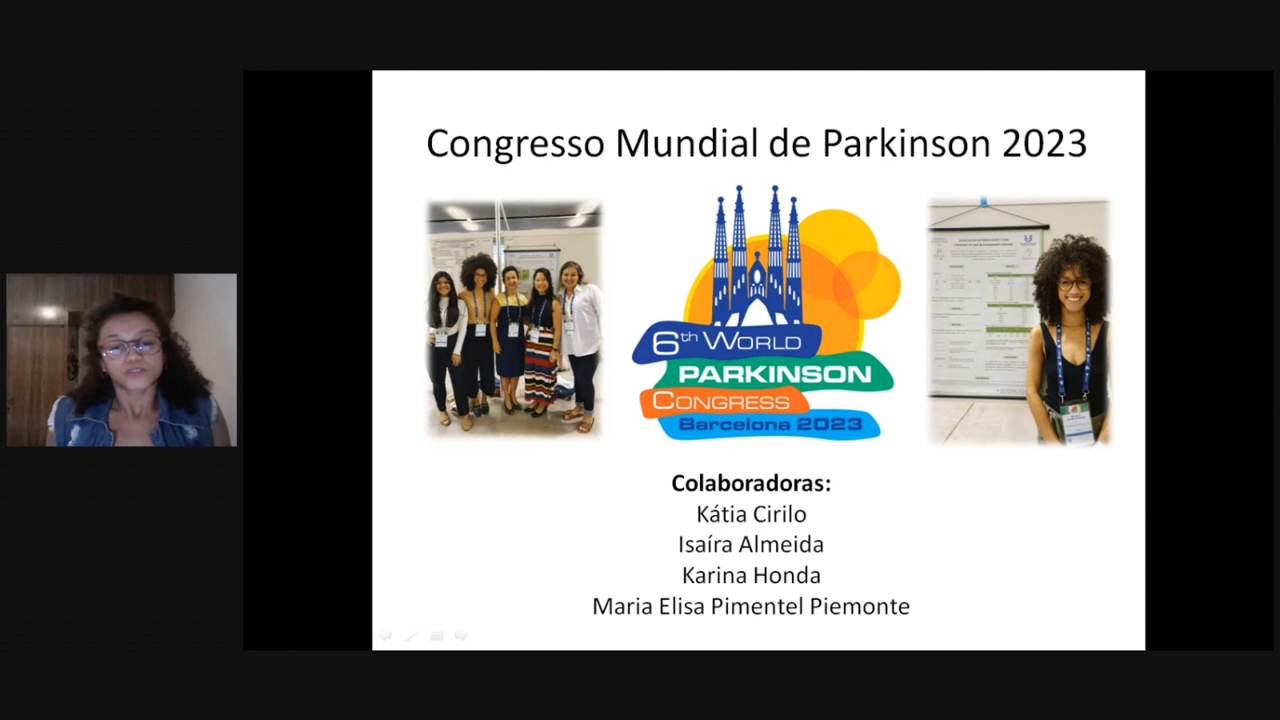 Congresso Mundial de Parkinson 2023
6th WORLD
PARKINSON
CONGRESS
Barcelona 2023
Colaboradoras:
Kátia Cirilo
Isaíra Almeida
Karina Honda
Maria Elisa Pimentel Piemonte